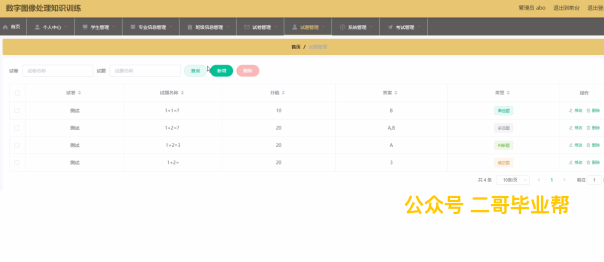 数字图像处理知识训练 管理员 abo 退出到前台 退出登
首页 个人中心 学生管理 专业信息管理 班级信息管理 试卷管理 试题管理 系统管理 考试管理
首页 / 试题管理
试卷 试卷名称 试题 试题名称 查询 新增 删除
试卷 试题名称 分值 答案 类型 操作
测试 1+1=? 10 B 单选题 修改 删除
测试 1+2=? 20 A,B 多选题 修改 删除
测试 1+2=3 20 A 判断题 修改 删除
测试 1+2= 20 3 填空题 修改 删除
共 4 条 10条/页 1 前往 1
公众号 二哥毕业帮